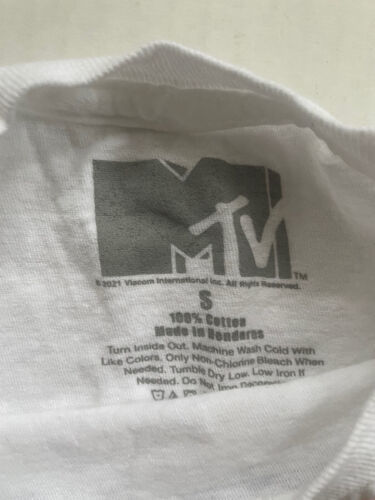 MTV
TM
©2021 Viacom International Inc. All Rights Reserved.
S
100% Cotton
Made in Honduras
Turn Inside Out. Machine Wash Cold With
Like Colors. Only Non-Chlorine Bleach When
Needed. Tumble Dry Low. Low Iron If
Needed. Do Not Iron Decoration